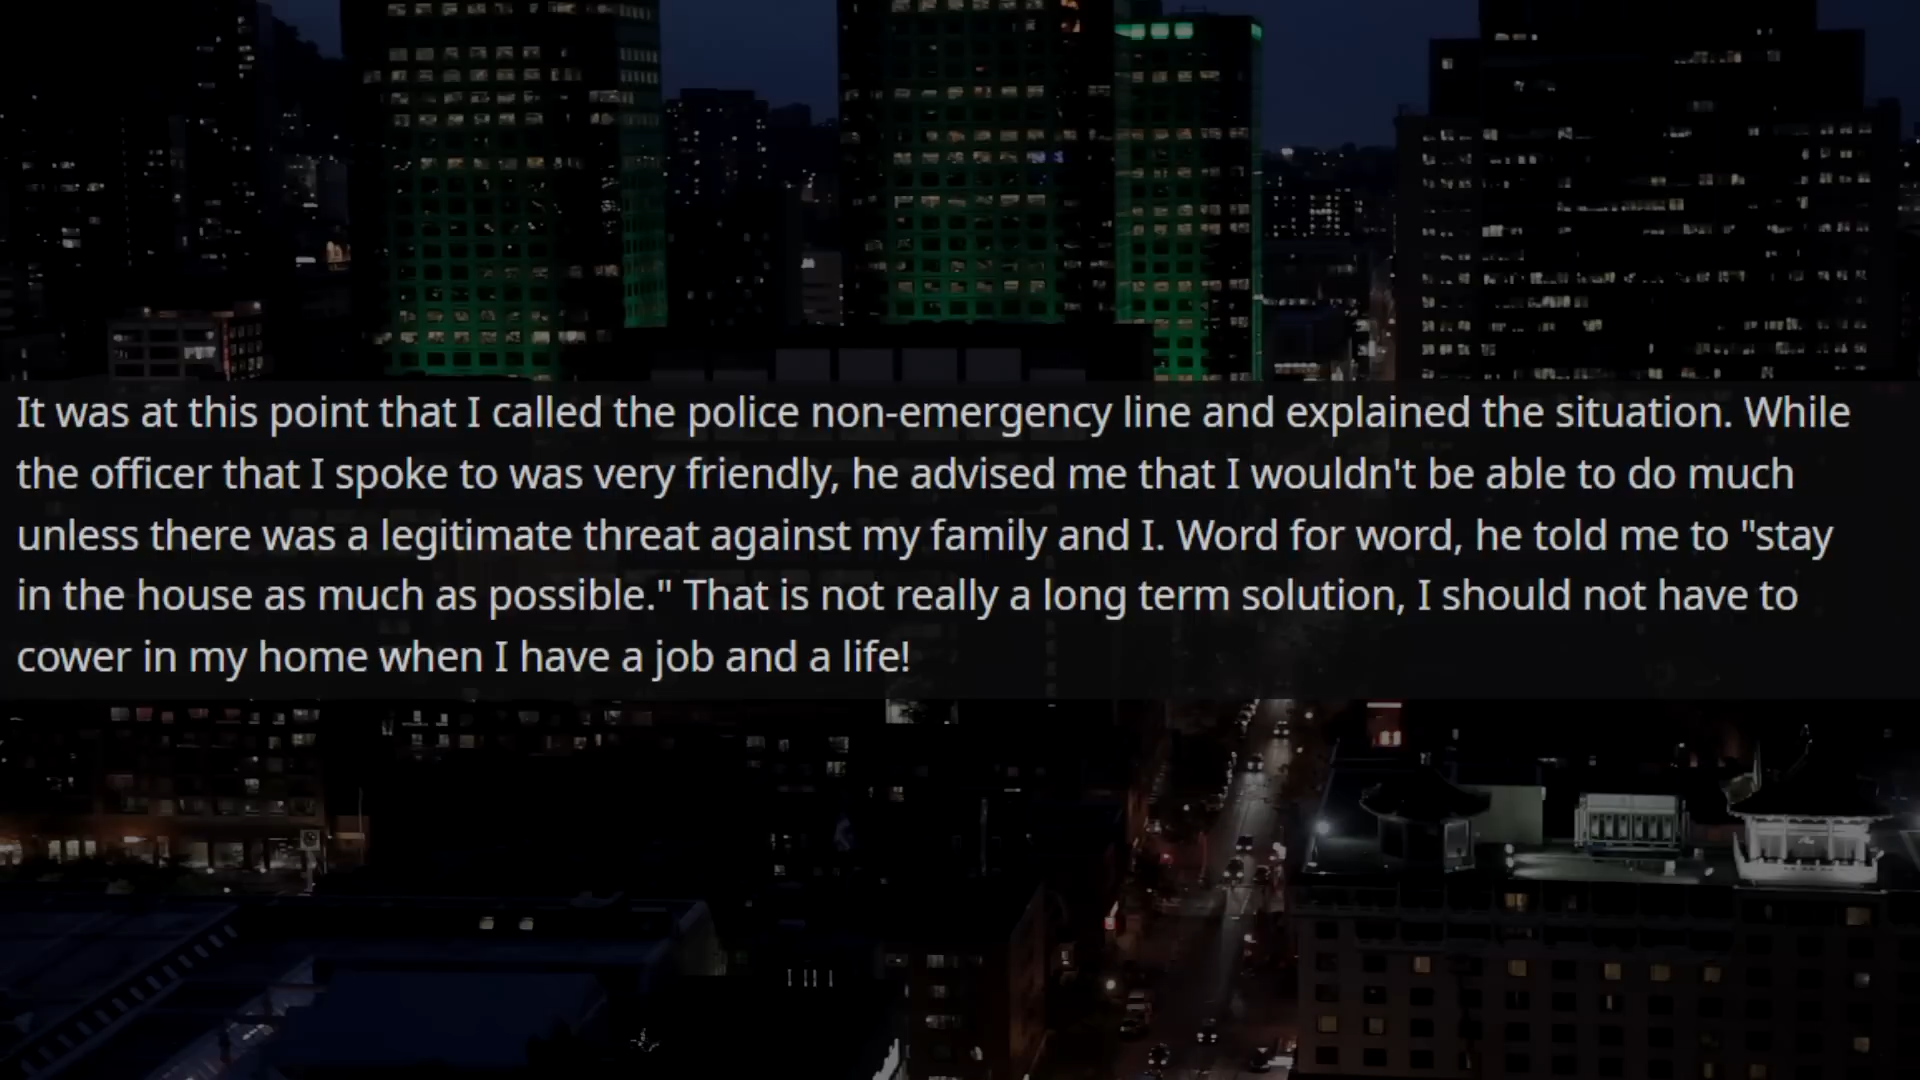 It was at this point that I called the police non-emergency line and explained the situation. While
the officer that I spoke to was very friendly, he advised me that I wouldn't be able to do much
unless there was a legitimate threat against my family and I. Word for word, he told me to "stay
in the house as much as possible." That is not really a long term solution, I should not have to
cower in my home when I have a job and a life!